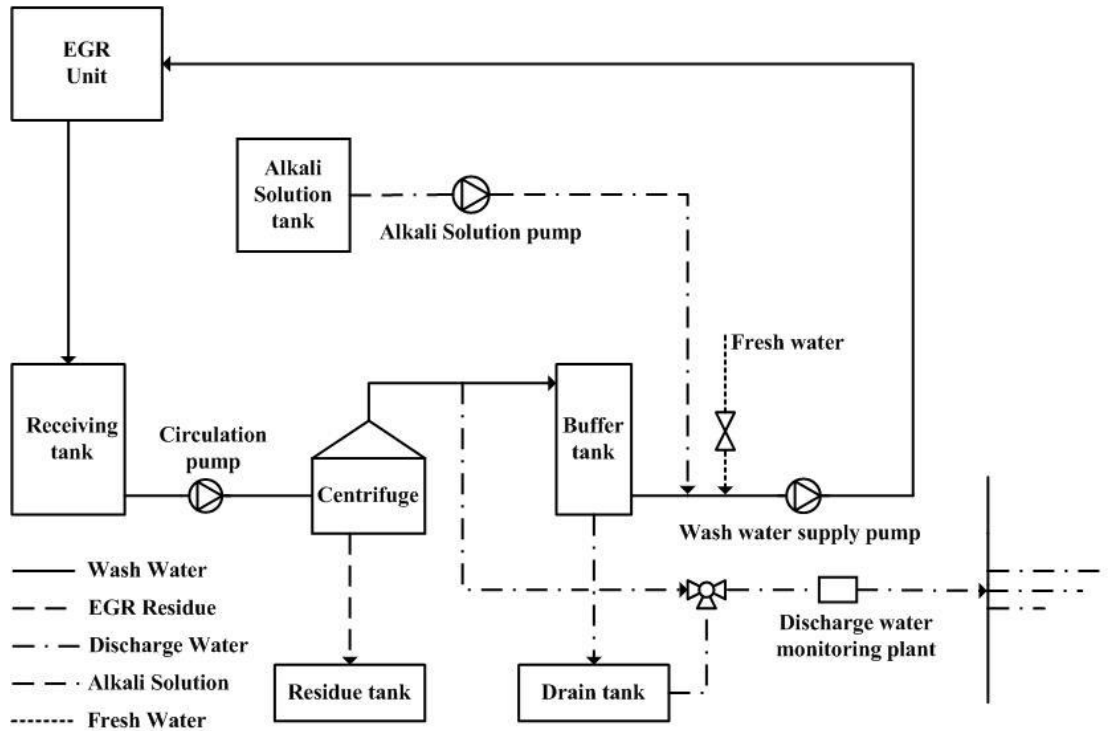 EGR
Unit
Alkali
Solution
tank
Alkali Solution pump
Fresh water
Receiving
tank
Circulation
pump
Centrifuge
Buffer
tank
Wash water supply pump
Wash Water
EGR Residue
Discharge Water
Alkali Solution
Fresh Water
Residue tank
Drain tank
Discharge water
monitoring plant